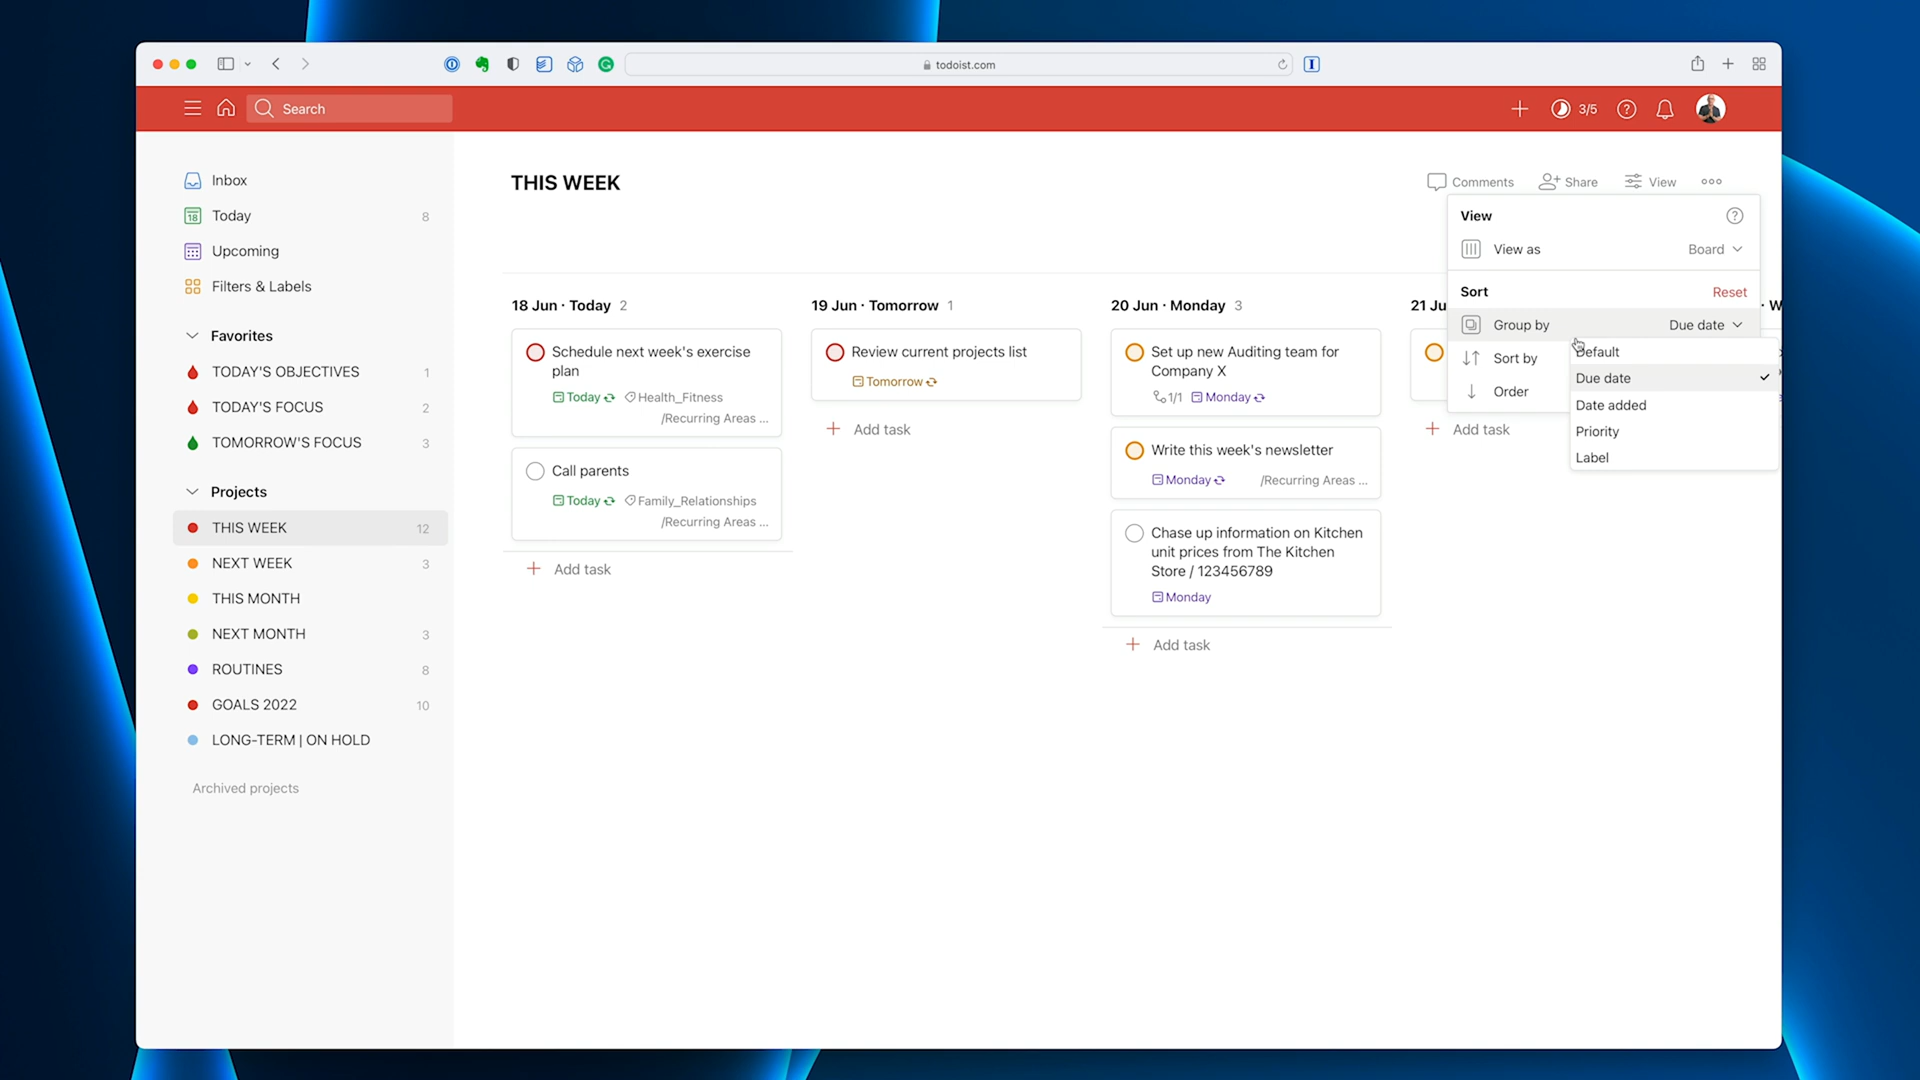 todoist.com
Search
3/5
Inbox
Today 8
18
Upcoming
Filters & Labels
Favorites
TODAY'S OBJECTIVES 1
TODAY'S FOCUS 2
TOMORROW'S FOCUS 3
Projects
THIS WEEK 12
NEXT WEEK 3
THIS MONTH
NEXT MONTH 3
ROUTINES 8
GOALS 2022 10
LONG-TERM | ON HOLD
Archived projects
THIS WEEK
Comments
Share
View
18 Jun · Today 2
Schedule next week's exercise
plan
Today Health_Fitness
/Recurring Areas ...
Call parents
Today Family_Relationships
/Recurring Areas ...
+ Add task
19 Jun · Tomorrow 1
Review current projects list
Tomorrow
+ Add task
20 Jun · Monday 3
Set up new Auditing team for
Company X
1/1 Monday
Write this week's newsletter
Monday /Recurring Areas ...
Chase up information on Kitchen
unit prices from The Kitchen
Store / 123456789
Monday
+ Add task
21 Ju
+ Add task
· W
View
View as Board
Sort Reset
Group by Due date
Sort by
Order
Default
Due date
Date added
Priority
Label